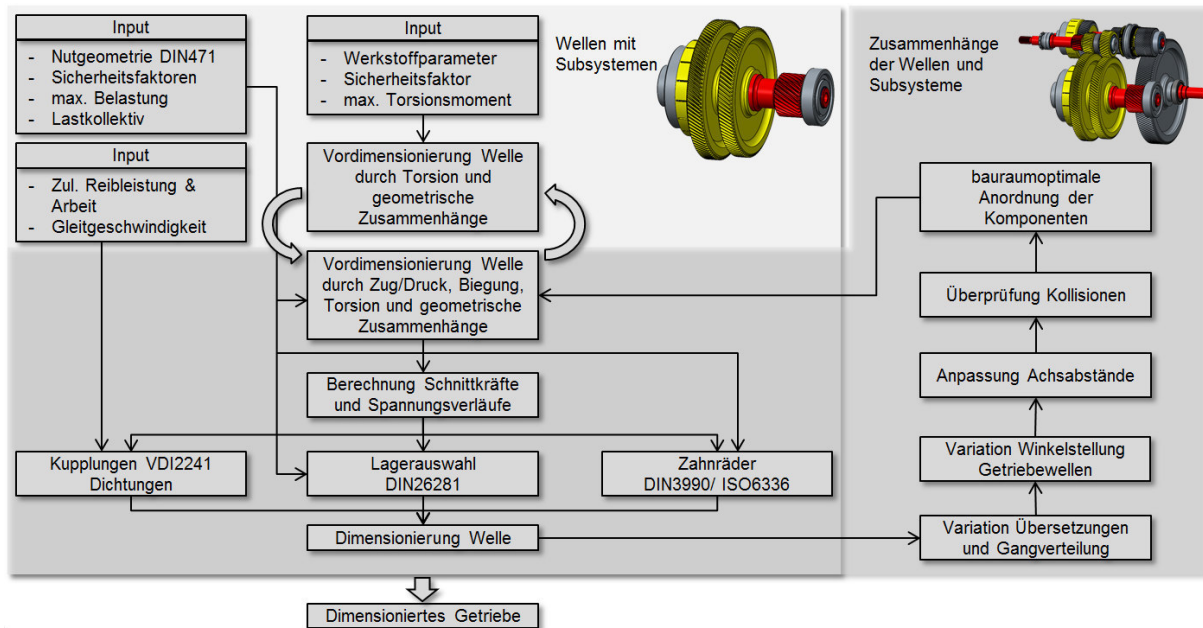 Input
- Nutgeometrie DIN471
- Sicherheitsfaktoren
- max. Belastung
- Lastkollektiv
Input
- Zul. Reibleistung &
Arbeit
- Gleitgeschwindigkeit
Input
- Werkstoffparameter
- Sicherheitsfaktor
- max. Torsionsmoment
Wellen mit
Subsystemen
Vordimensionierung Welle
durch Torsion und
geometrische
Zusammenhänge
Vordimensionierung Welle
durch Zug/Druck, Biegung,
Torsion und geometrische
Zusammenhänge
Berechnung Schnittkräfte
und Spannungsverläufe
Kupplungen VDI2241
Dichtungen
Lagerauswahl
DIN26281
Zahnräder
DIN3990/ ISO6336
Dimensionierung Welle
Dimensioniertes Getriebe
Zusammenhänge
der Wellen und
Subsysteme
bauraumoptimale
Anordnung der
Komponenten
Überprüfung Kollisionen
Anpassung Achsabstände
Variation Winkelstellung
Getriebewellen
Variation Übersetzungen
und Gangverteilung